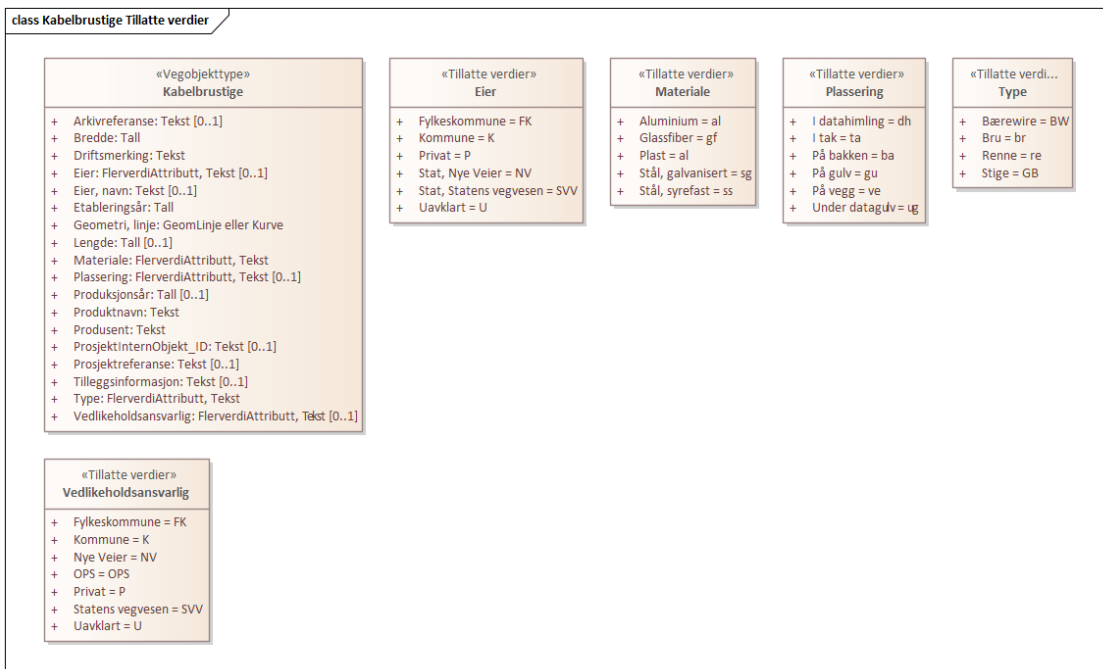 class Kabelbrustige Tillatte verdier
«Vegobjekttype»
Kabelbrustige
+ Arkivreferanse: Tekst [0..1]
+ Bredde: Tall
+ Driftsmerking: Tekst
+ Eier: FlerverdiAttributt, Tekst [0..1]
+ Eier, navn: Tekst [0..1]
+ Etableringsår: Tall
+ Geometri, linje: GeomLinje eller Kurve
+ Lengde: Tall [0..1]
+ Materiale: FlerverdiAttributt, Tekst
+ Plassering: FlerverdiAttributt, Tekst [0..1]
+ Produksjonsår: Tall [0..1]
+ Produktnavn: Tekst
+ Produsent: Tekst
+ ProsjektInternObjekt_ID: Tekst [0..1]
+ Prosjektreferanse: Tekst [0..1]
+ Tilleggsinformasjon: Tekst [0..1]
+ Type: FlerverdiAttributt, Tekst
+ Vedlikeholdsansvarlig: FlerverdiAttributt, Tekst [0..1]
«Tillatte verdier»
Eier
+ Fylkeskommune = FK
+ Kommune = K
+ Privat = P
+ Stat, Nye Veier = NV
+ Stat, Statens vegvesen = SVV
+ Uavklart = U
«Tillatte verdier»
Materiale
+ Aluminium = al
+ Glassfiber = gf
+ Plast = al
+ Stål, galvanisert = sg
+ Stål, syrefast = ss
«Tillatte verdier»
Plassering
+ I datahimling = dh
+ I tak = ta
+ På bakken = ba
+ På gulv = gu
+ På vegg = ve
+ Under datagulv = ug
«Tillatte verdi...
Type
+ Bærewire = BW
+ Bru = br
+ Renne = re
+ Stige = GB
«Tillatte verdier»
Vedlikeholdsansvarlig
+ Fylkeskommune = FK
+ Kommune = K
+ Nye Veier = NV
+ OPS = OPS
+ Privat = P
+ Statens vegvesen = SVV
+ Uavklart = U